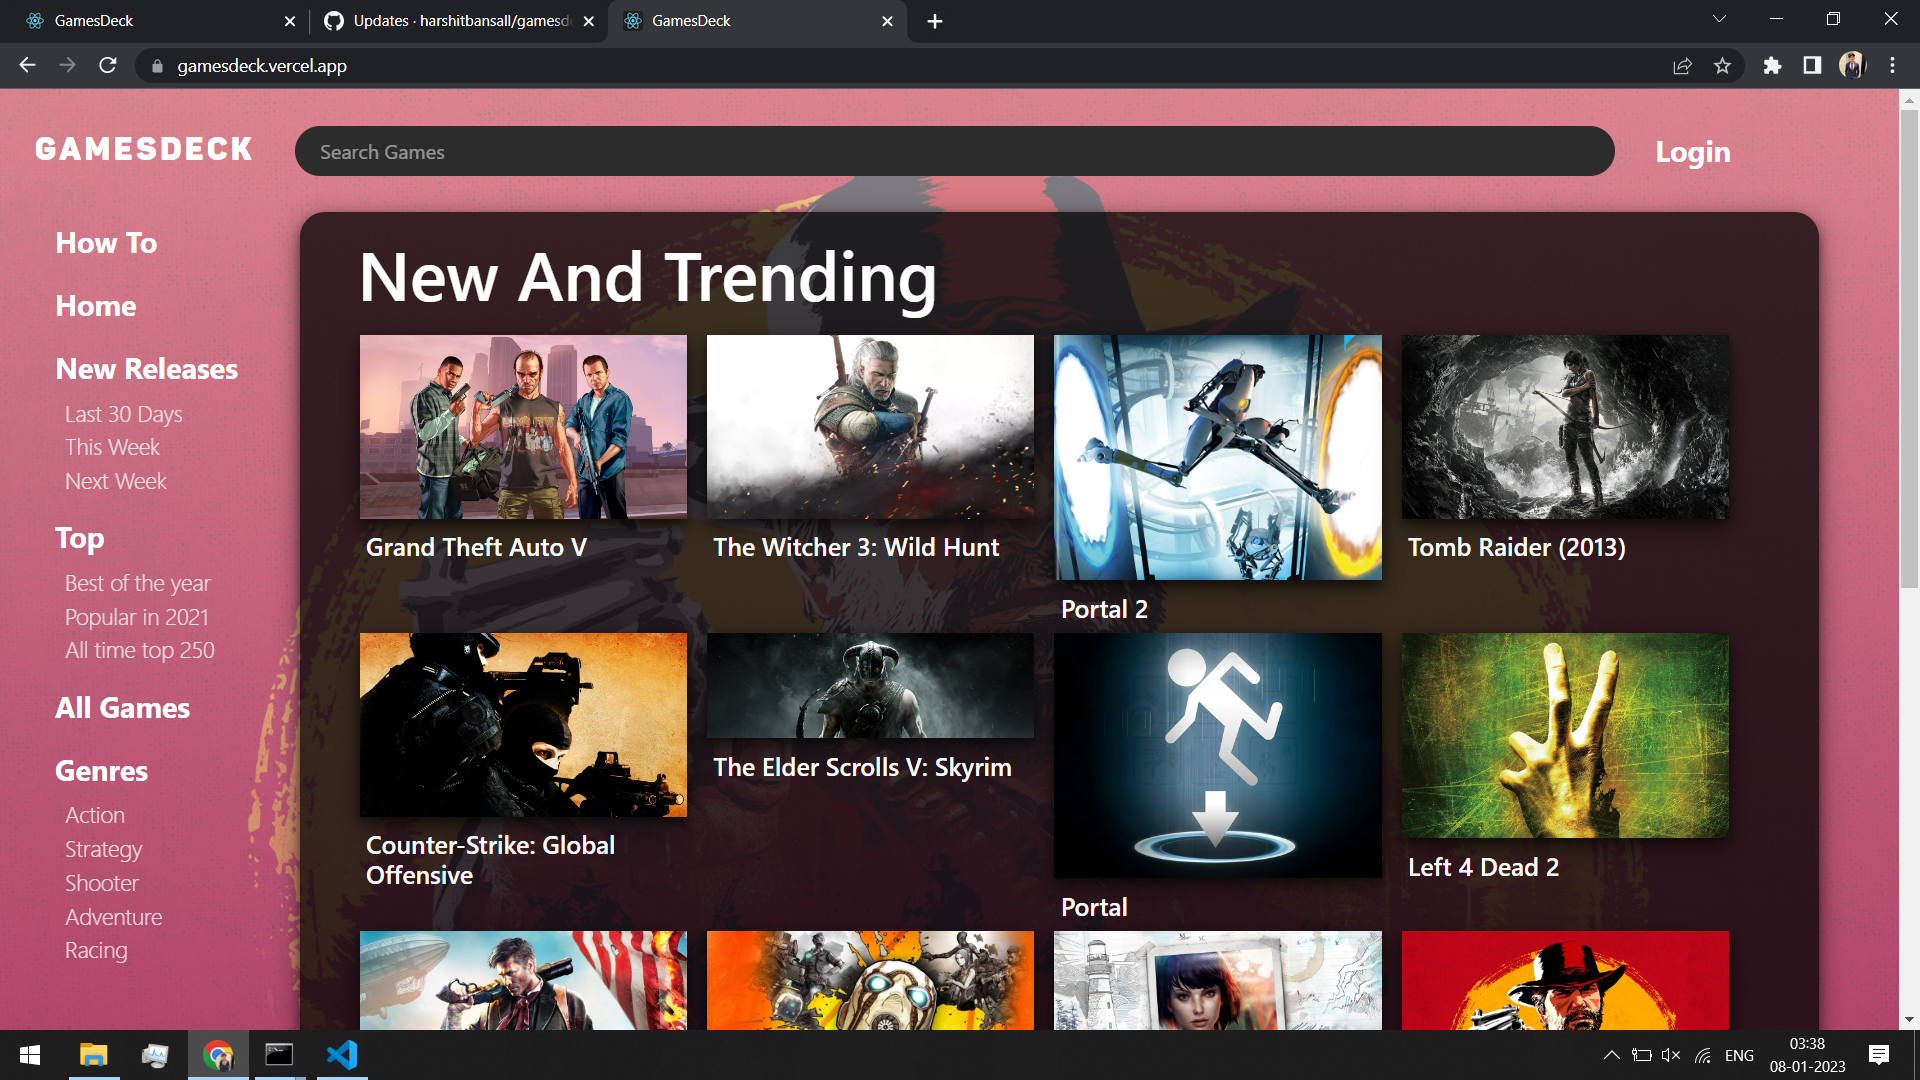 GamesDeck
Updates · harshitbansall/gamesd
GamesDeck
gamesdeck.vercel.app
GAMESDECK
Search Games
Login
How To
Home
New Releases
Last 30 Days
This Week
Next Week
Top
Best of the year
Popular in 2021
All time top 250
All Games
Genres
Action
Strategy
Shooter
Adventure
Racing
New And Trending
Grand Theft Auto V
The Witcher 3: Wild Hunt
Portal 2
Tomb Raider (2013)
Counter-Strike: Global
Offensive
The Elder Scrolls V: Skyrim
Portal
Left 4 Dead 2
ENG
03:38
08-01-2023